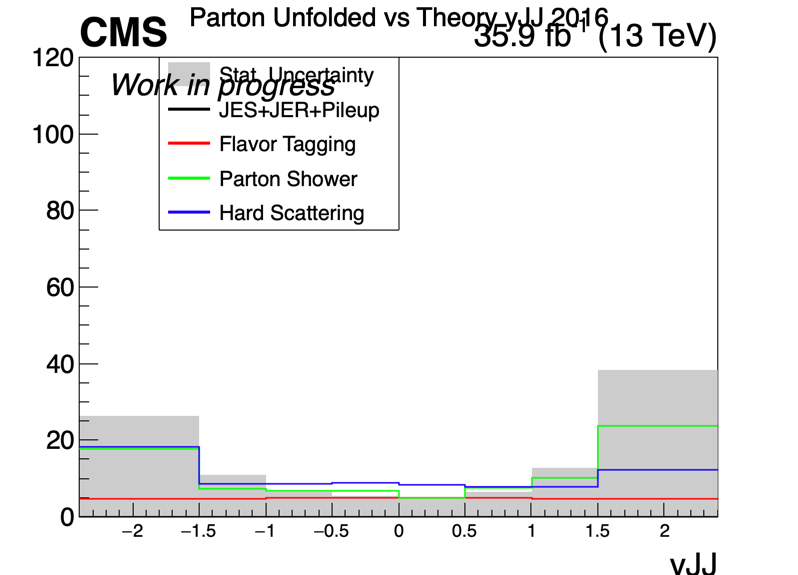 Parton Unfolded vs Theory yJJ 2016
CMS
35.9 fb⁻¹ (13 TeV)
Work in progress
Stat. Uncertainty
JES+JER+Pileup
Flavor Tagging
Parton Shower
Hard Scattering
120
100
80
60
40
20
0
−2 −1.5 −1 −0.5 0 0.5 1 1.5 2
yJJ